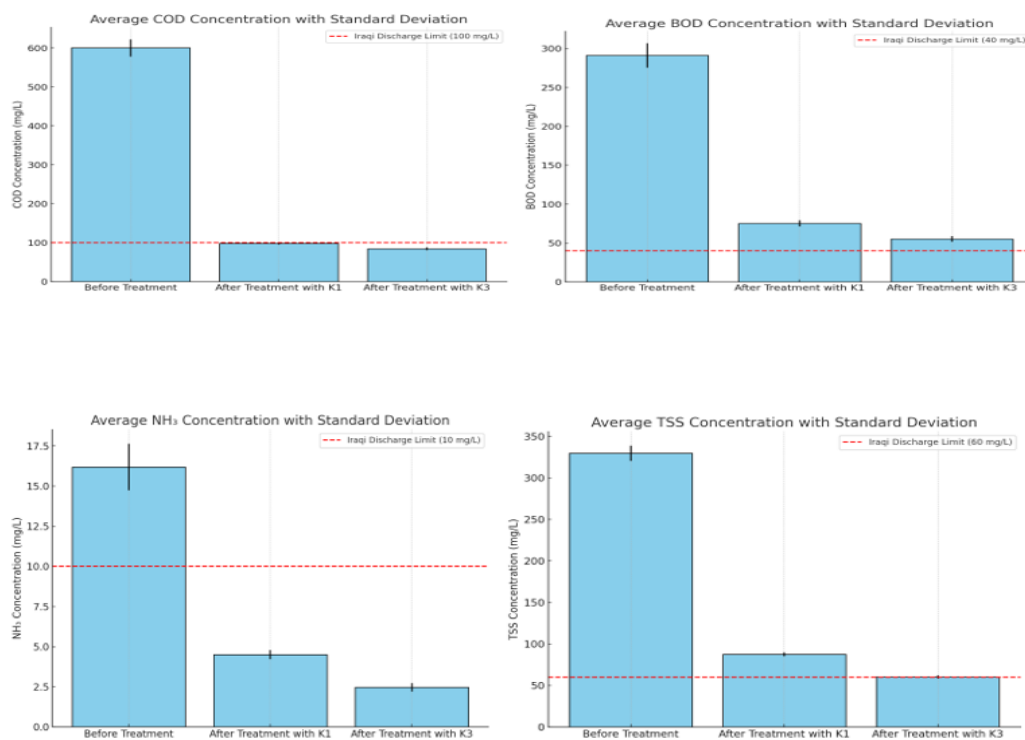 Average COD Concentration with Standard Deviation
Iraqi Discharge Limit (100 mg/L)
COD Concentration (mg/L)
600
500
400
300
200
100
0
Before Treatment
After Treatment with K1
After Treatment with K3
Average BOD Concentration with Standard Deviation
Iraqi Discharge Limit (40 mg/L)
BOD Concentration (mg/L)
300
250
200
150
100
50
0
Before Treatment
After Treatment with K1
After Treatment with K3
Average NH₃ Concentration with Standard Deviation
Iraqi Discharge Limit (10 mg/L)
NH₃ Concentration (mg/L)
17.5
15.0
12.5
10.0
7.5
5.0
2.5
0.0
Before Treatment
After Treatment with K1
After Treatment with K3
Average TSS Concentration with Standard Deviation
Iraqi Discharge Limit (60 mg/L)
TSS Concentration (mg/L)
350
300
250
200
150
100
50
0
Before Treatment
After Treatment with K1
After Treatment with K3